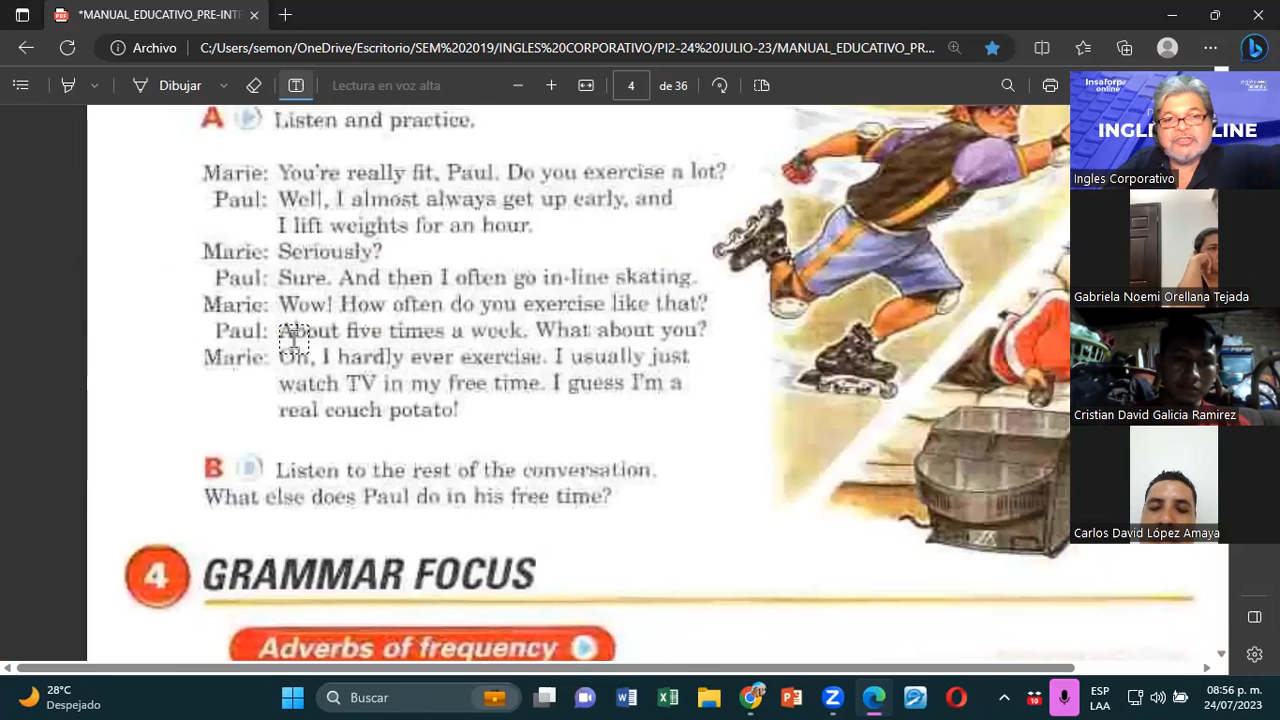 *MANUAL_EDUCATIVO_PRE-INTE
Archivo
C:/Users/semon/OneDrive/Escritorio/SEM%202019/INGLES%20CORPORATIVO/PI2-24%20JULIO-23/MANUAL_EDUCATIVO_PR...
Dibujar
Lectura en voz alta
4
de 36
A Listen and practice.
Marie: You're really fit, Paul. Do you exercise a lot?
Paul: Well, I almost always get up early, and
I lift weights for an hour.
Marie: Seriously?
Paul: Sure. And then I often go in-line skating.
Marie: Wow! How often do you exercise like that?
Paul: About five times a week. What about you?
Marie: Oh, I hardly ever exercise. I usually just
watch TV in my free time. I guess I'm a
real couch potato!
B Listen to the rest of the conversation.
What else does Paul do in his free time?
4 GRAMMAR FOCUS
Adverbs of frequency
Insaforp
online
INGL
LINE
Ingles Corporativo
Gabriela Noemi Orellana Tejada
Cristian David Galicia Ramirez
Carlos David López Amaya
28°C
Despejado
Buscar
10
ESP
LAA
08:56 p. m.
24/07/2023